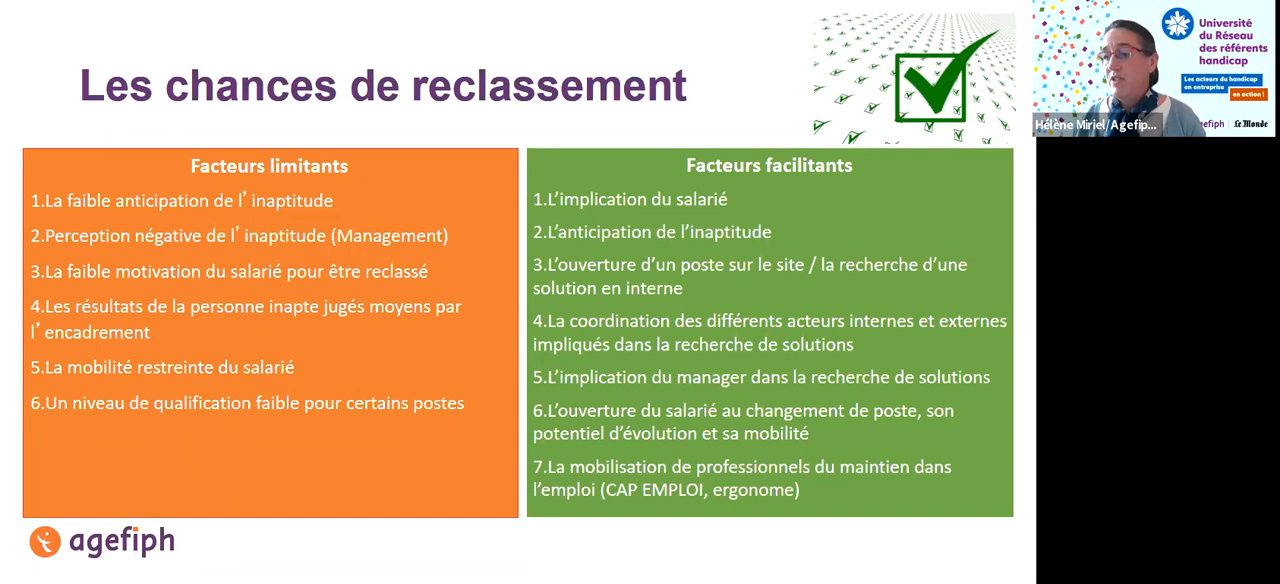 Les chances de reclassement
Facteurs limitants
1.La faible anticipation de l’inaptitude
2.Perception négative de l’inaptitude (Management)
3.La faible motivation du salarié pour être reclassé
4.Les résultats de la personne inapte jugés moyens par
l’encadrement
5.La mobilité restreinte du salarié
6.Un niveau de qualification faible pour certains postes
Facteurs facilitants
1.L’implication du salarié
2.L’anticipation de l’inaptitude
3.L’ouverture d’un poste sur le site / la recherche d’une
solution en interne
4.La coordination des différents acteurs internes et externes
impliqués dans la recherche de solutions
5.L’implication du manager dans la recherche de solutions
6.L’ouverture du salarié au changement de poste, son
potentiel d’évolution et sa mobilité
7.La mobilisation de professionnels du maintien dans
l’emploi (CAP EMPLOI, ergonome)
agefiph
Université
du Réseau
des référents
handicap
Les acteurs du handicap
en entreprise
en action !
Hélène Miriel/Agefip...
efiph
Le Monde